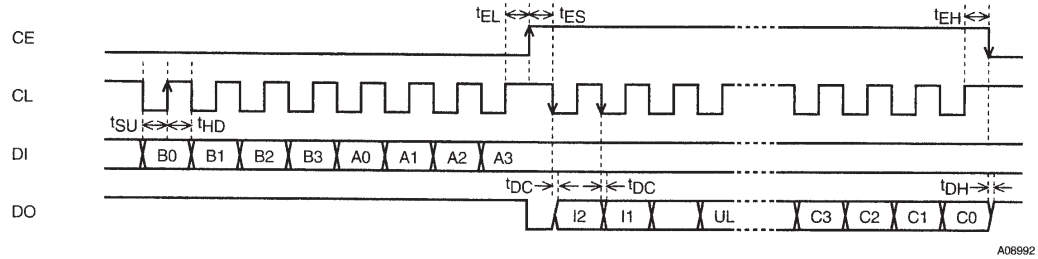 tEL tES tEH
CE
CL
tSU tHD
DI B0 B1 B2 B3 A0 A1 A2 A3
tDC tDC tDH
DO I2 I1 UL C3 C2 C1 C0
A08992